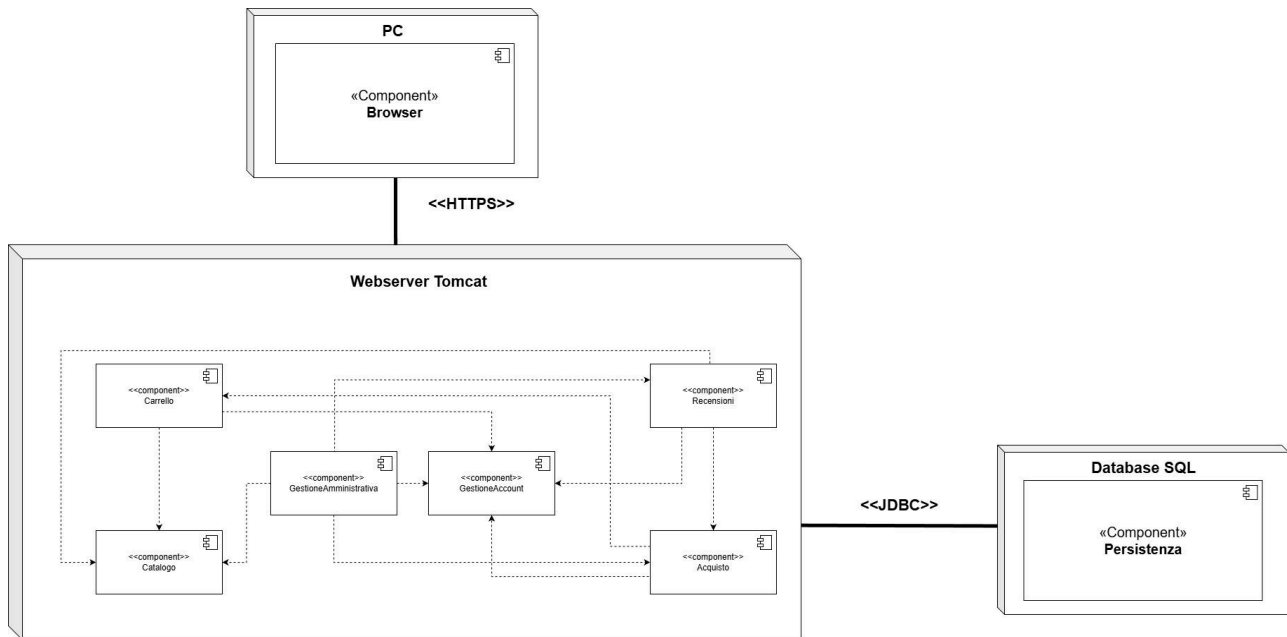 PC
«Component»
Browser
<<HTTPS>>
Webserver Tomcat
<<component>>
Carrello
<<component>>
Recensioni
<<component>>
GestioneAmministrativa
<<component>>
GestioneAccount
<<component>>
Catalogo
<<component>>
Acquisto
<<JDBC>>
Database SQL
«Component»
Persistenza